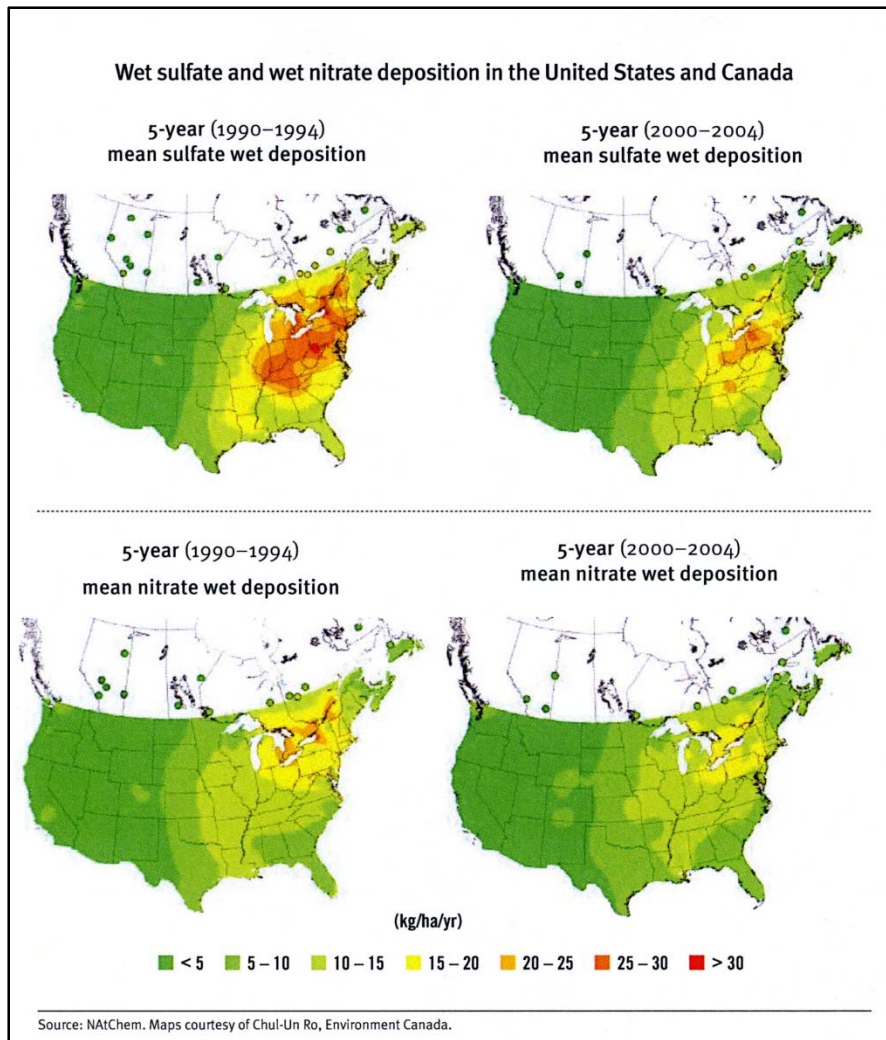 Wet sulfate and wet nitrate deposition in the United States and Canada
5-year (1990–1994)
mean sulfate wet deposition
5-year (2000–2004)
mean sulfate wet deposition
5-year (1990–1994)
mean nitrate wet deposition
5-year (2000–2004)
mean nitrate wet deposition
(kg/ha/yr)
< 5 5 – 10 10 – 15 15 – 20 20 – 25 25 – 30 > 30
Source: NAtChem. Maps courtesy of Chul-Un Ro, Environment Canada.